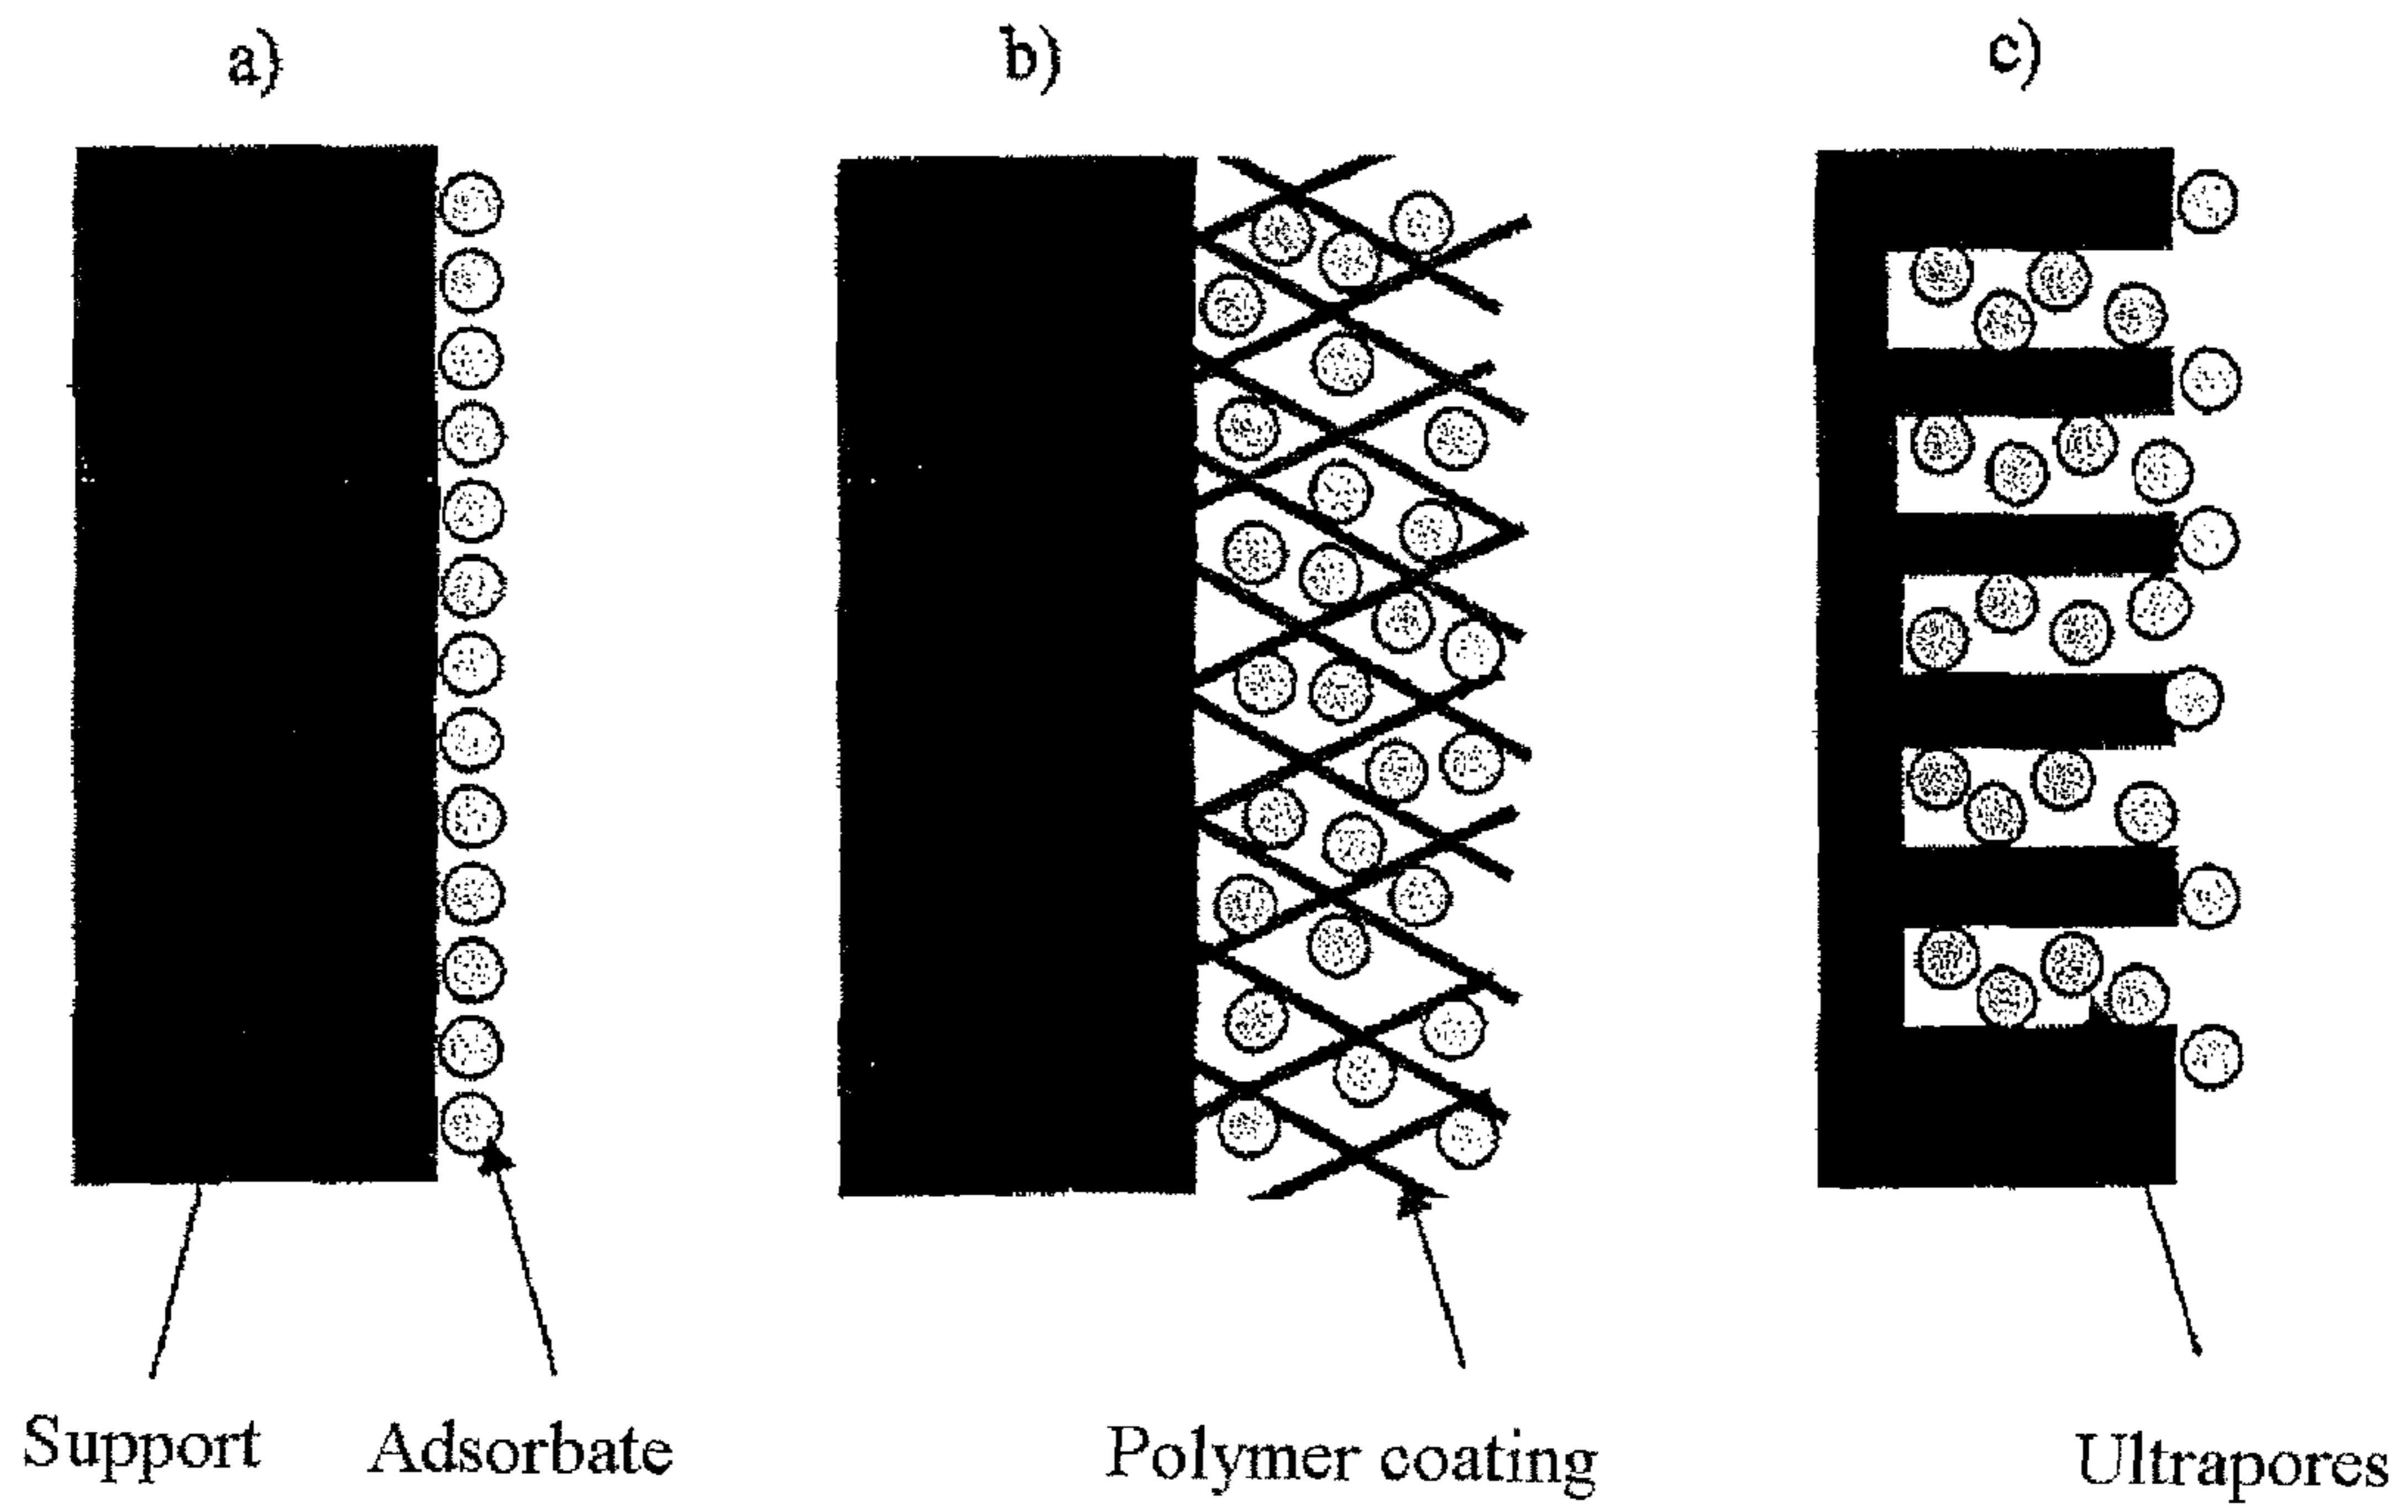 a)
b)
c)
Support
Adsorbate
Polymer coating
Ultrapores